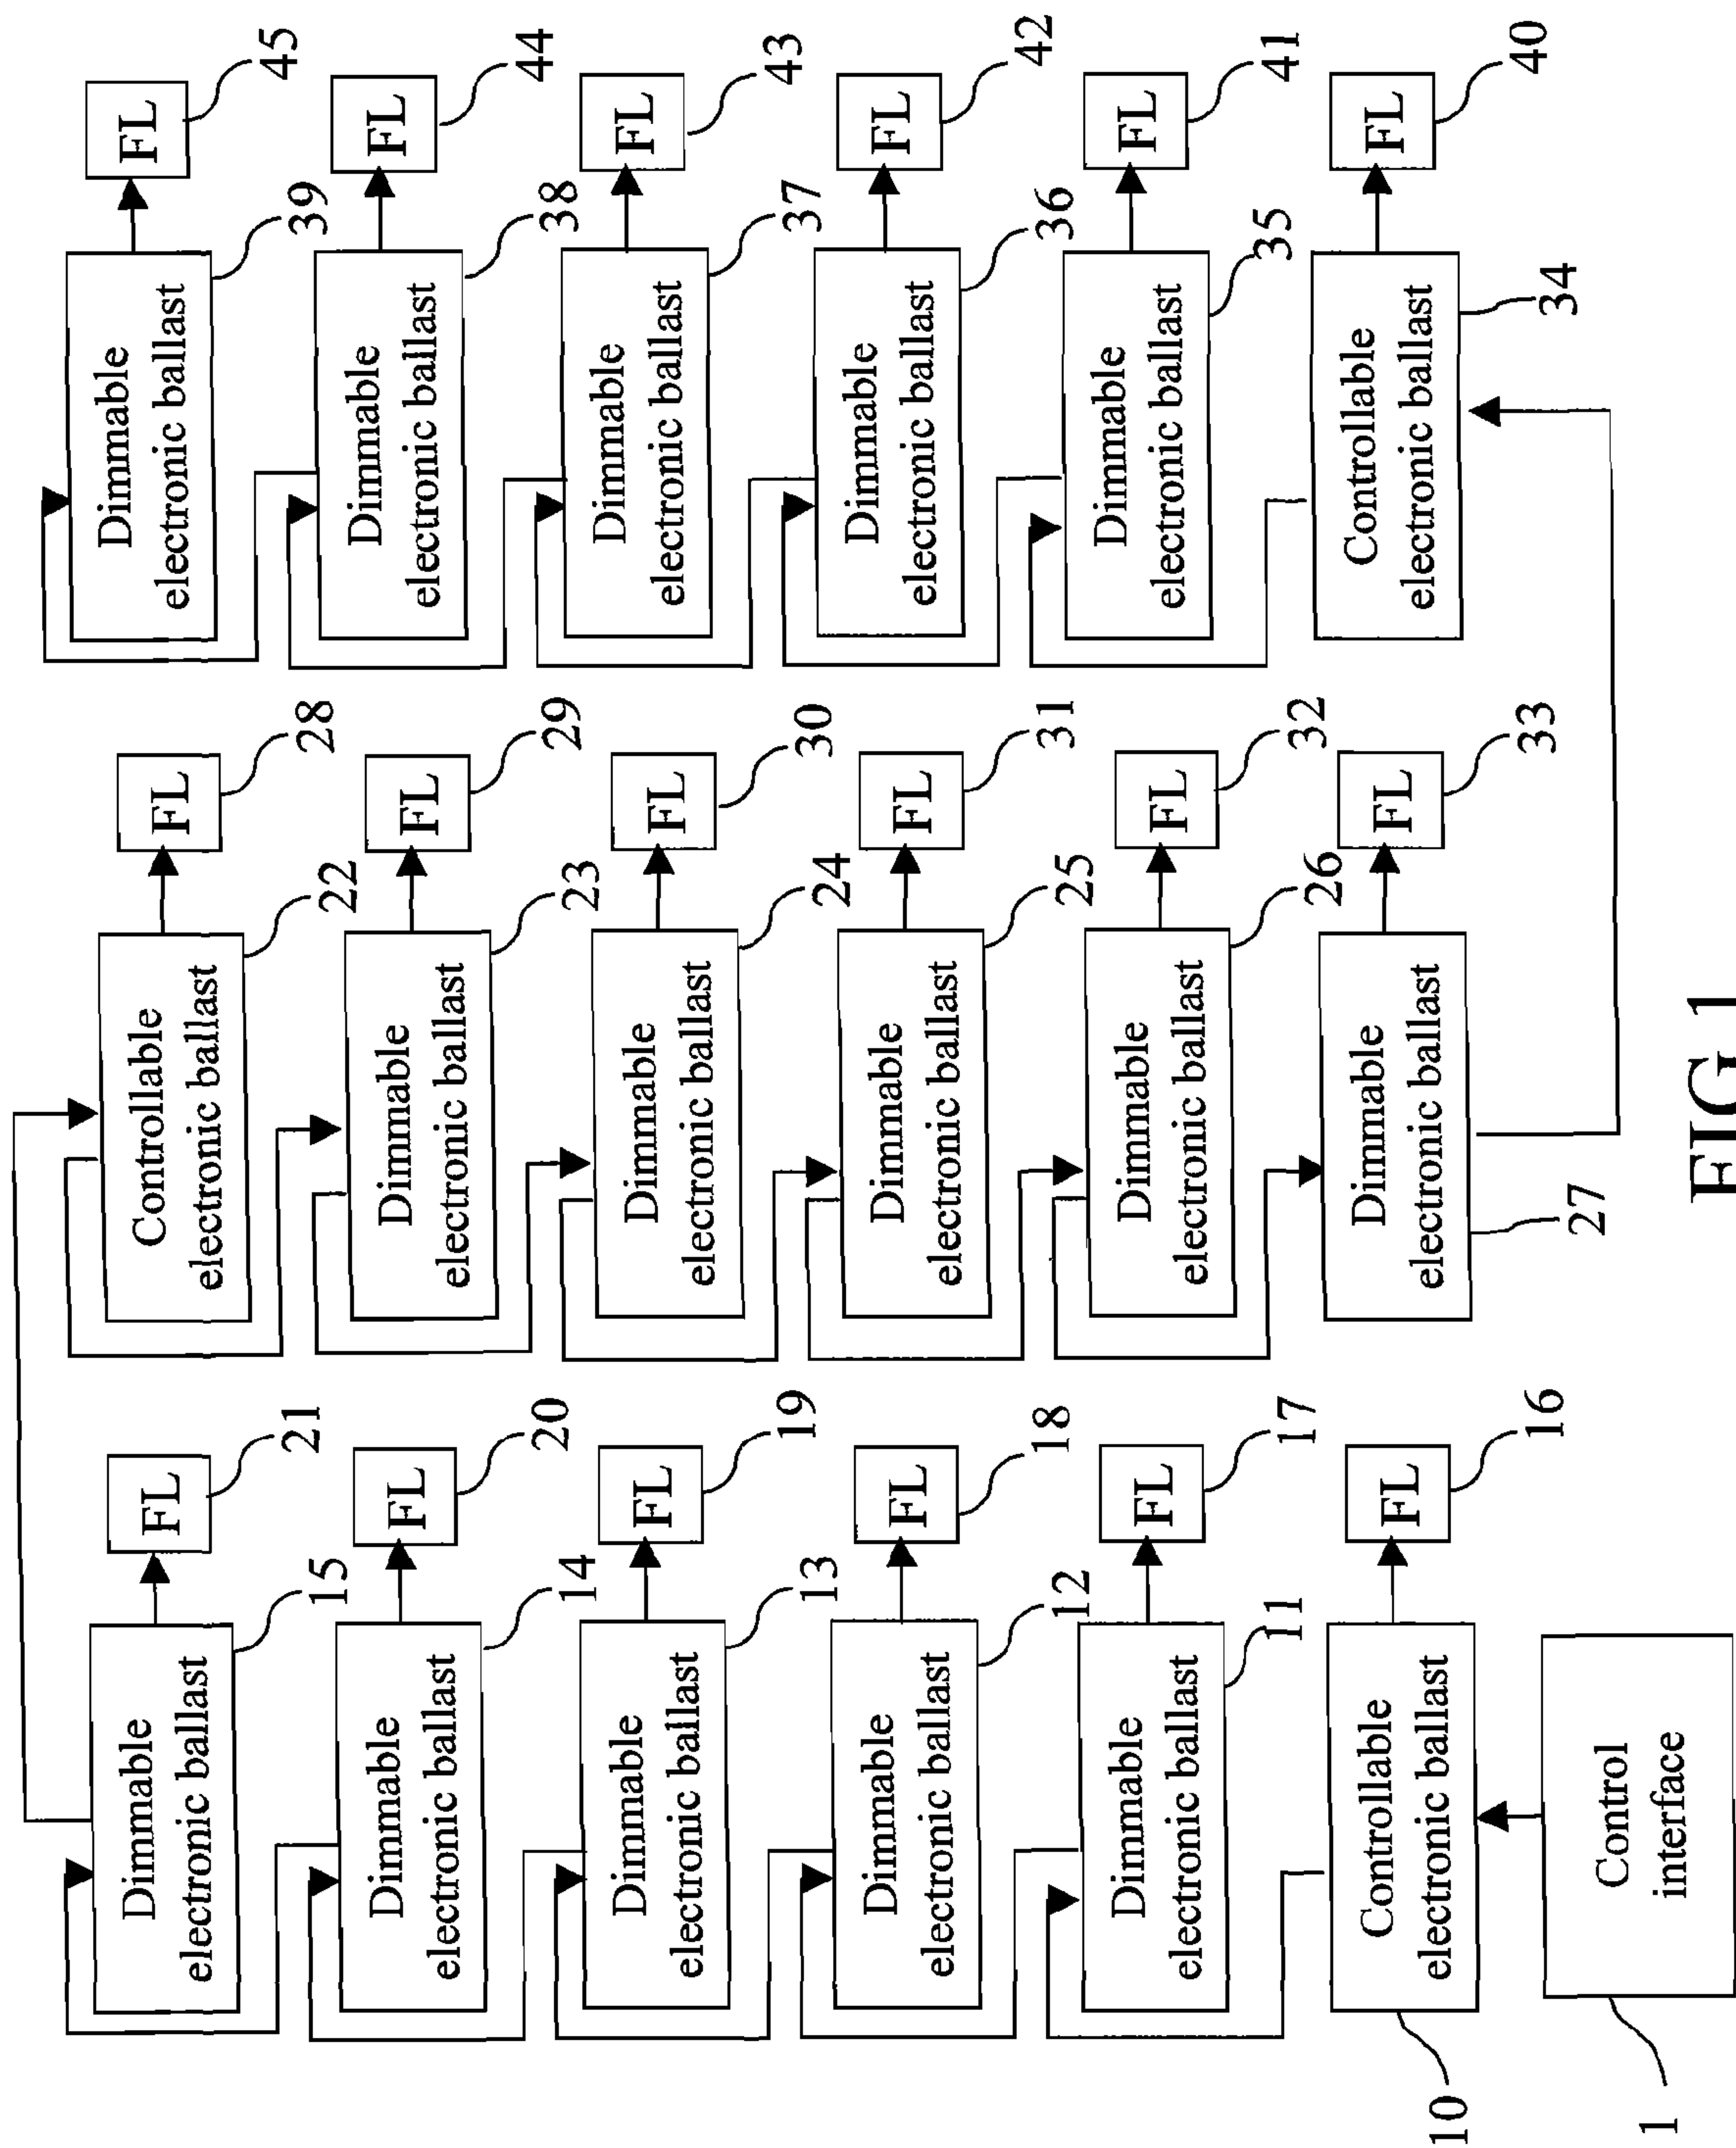 Dimmable
electronic ballast
15
FL
21
Controllable
electronic ballast
22
FL
28
Dimmable
electronic ballast
39
FL
45
Dimmable
electronic ballast
14
FL
20
Dimmable
electronic ballast
23
FL
29
Dimmable
electronic ballast
38
FL
44
Dimmable
electronic ballast
13
FL
19
Dimmable
electronic ballast
24
FL
30
Dimmable
electronic ballast
37
FL
43
Dimmable
electronic ballast
12
FL
18
Dimmable
electronic ballast
25
FL
31
Dimmable
electronic ballast
36
FL
42
Dimmable
electronic ballast
11
FL
17
Dimmable
electronic ballast
26
FL
32
Dimmable
electronic ballast
35
FL
41
10
Controllable
electronic ballast
FL
16
Dimmable
electronic ballast
27
FL
33
Controllable
electronic ballast
34
FL
40
1
Control
interface
FIG 1